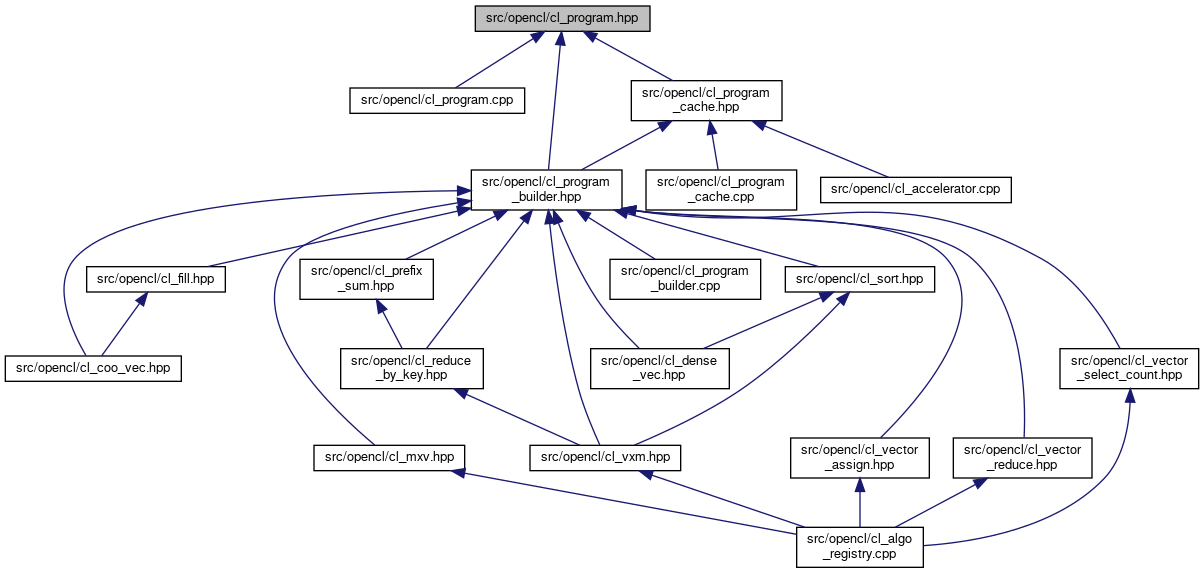 src/opencl/cl_program.hpp
src/opencl/cl_program.cpp
src/opencl/cl_program
_cache.hpp
src/opencl/cl_program
_builder.hpp
src/opencl/cl_program
_cache.cpp
src/opencl/cl_accelerator.cpp
src/opencl/cl_fill.hpp
src/opencl/cl_prefix
_sum.hpp
src/opencl/cl_program
_builder.cpp
src/opencl/cl_sort.hpp
src/opencl/cl_coo_vec.hpp
src/opencl/cl_reduce
_by_key.hpp
src/opencl/cl_dense
_vec.hpp
src/opencl/cl_vector
_select_count.hpp
src/opencl/cl_mxv.hpp
src/opencl/cl_vxm.hpp
src/opencl/cl_vector
_assign.hpp
src/opencl/cl_vector
_reduce.hpp
src/opencl/cl_algo
_registry.cpp